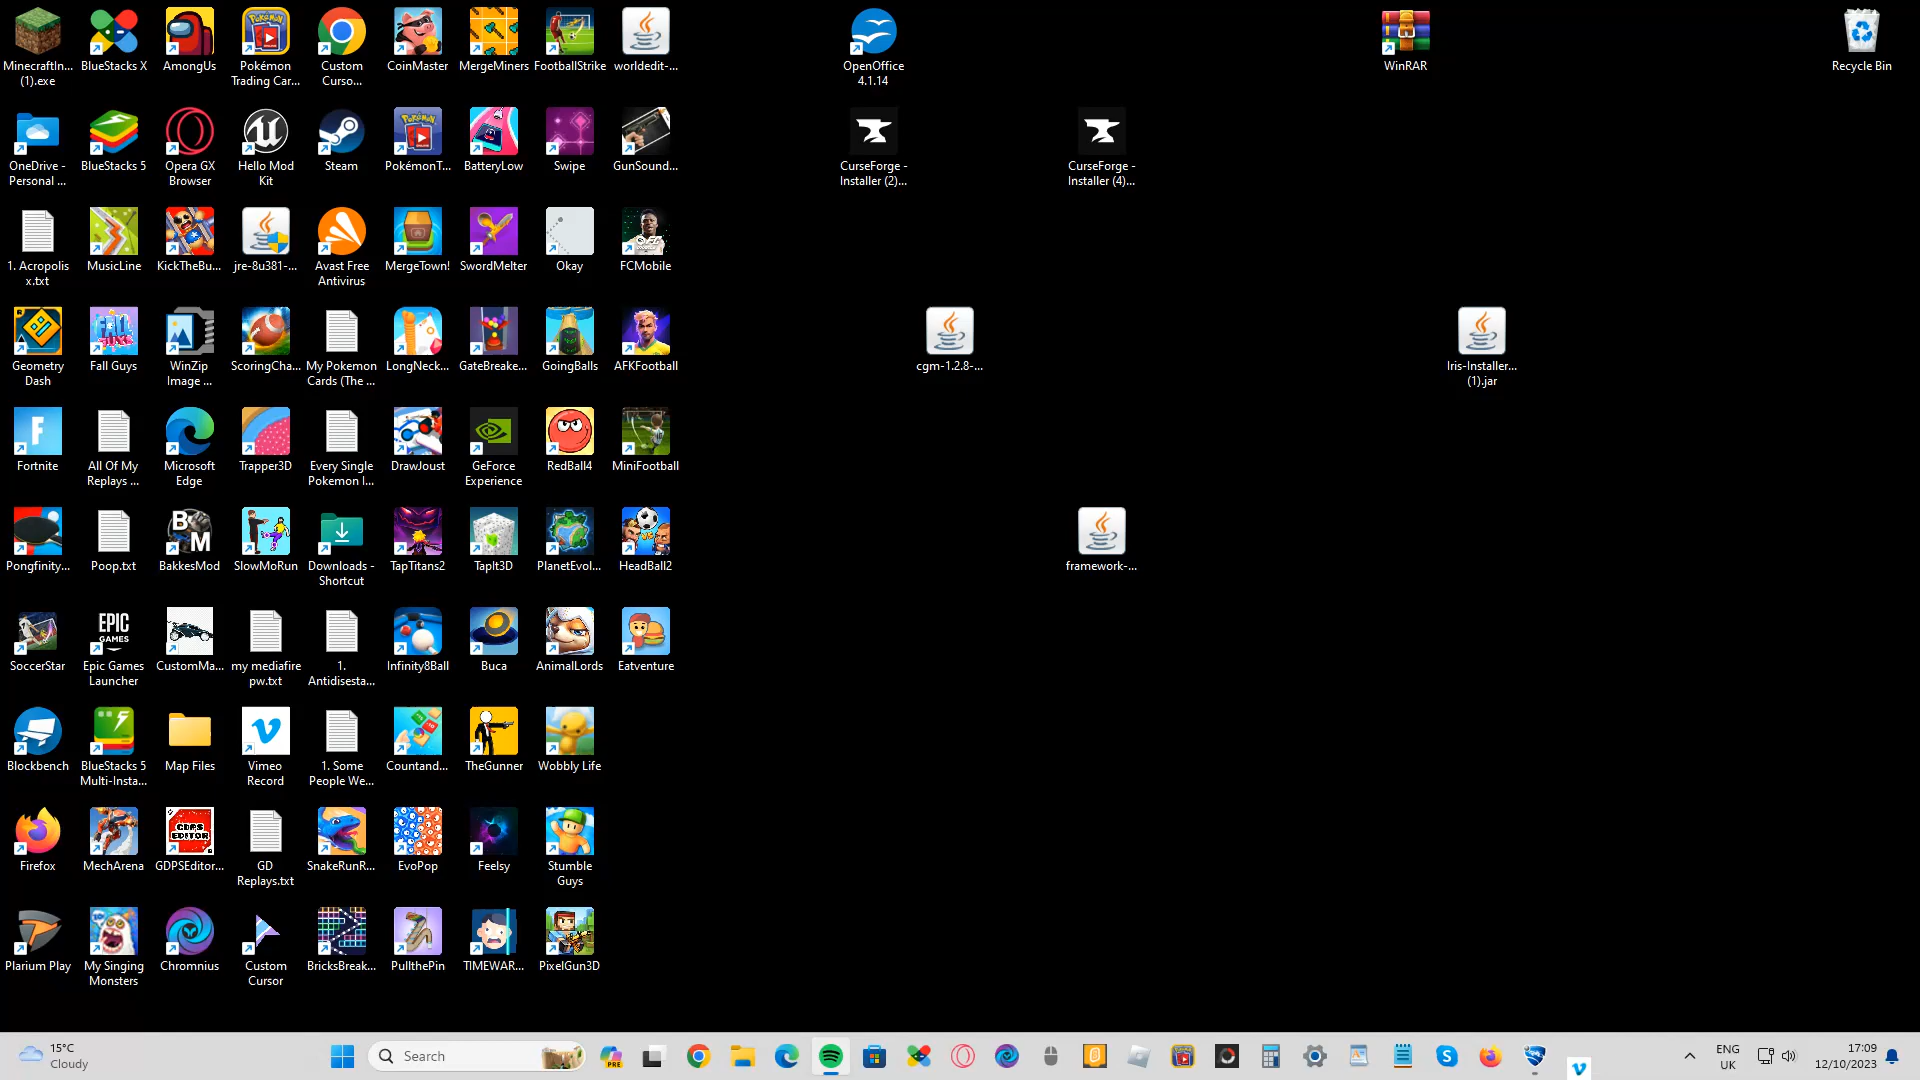 MinecraftIn...
(1).exe
BlueStacks X
AmongUs
Pokémon
Trading Car...
Custom
Curso...
CoinMaster
MergeMiners
FootballStrike
worldedit-...
OpenOffice
4.1.14
WinRAR
Recycle Bin
OneDrive -
Personal ...
BlueStacks 5
Opera GX
Browser
Hello Mod
Kit
Steam
PokémonT...
BatteryLow
Swipe
GunSound...
CurseForge -
Installer (2)...
CurseForge -
Installer (4)...
1. Acropolis
x.txt
MusicLine
KickTheBu...
jre-8u381-...
Avast Free
Antivirus
MergeTown!
SwordMelter
Okay
FCMobile
Geometry
Dash
FALL
GUYS
Fall Guys
WinZip
Image ...
ScoringCha...
My Pokemon
Cards (The ...
LongNeck...
GateBreake...
GoingBalls
AFKFootball
cgm-1.2.8-...
Iris-Installer...
(1).jar
F
Fortnite
All Of My
Replays ...
Microsoft
Edge
Trapper3D
Every Single
Pokemon I...
DrawJoust
GeForce
Experience
RedBall4
MiniFootball
Pongfinity...
Poop.txt
B
M
BakkesMod
SlowMoRun
Downloads -
Shortcut
TapTitans2
TapIt3D
PlanetEvol...
HeadBall2
framework-...
SoccerStar
EPIC
GAMES
Epic Games
Launcher
CustomMa...
my mediafire
pw.txt
1.
Antidisesta...
Infinity8Ball
Buca
AnimalLords
Eatventure
Blockbench
BlueStacks 5
Multi-Insta...
Map Files
Vimeo
Record
1. Some
People We...
Countand...
TheGunner
Wobbly Life
Firefox
MechArena
GDPS
EDITOR
GDPSEditor...
GD
Replays.txt
SnakeRunR...
EvoPop
Feelsy
Stumble
Guys
Plarium Play
My Singing
Monsters
Chromnius
Custom
Cursor
BricksBreak...
PullthePin
TIMEWAR...
PixelGun3D
15°C
Cloudy
Search
PRE
ENG
UK
17:09
12/10/2023